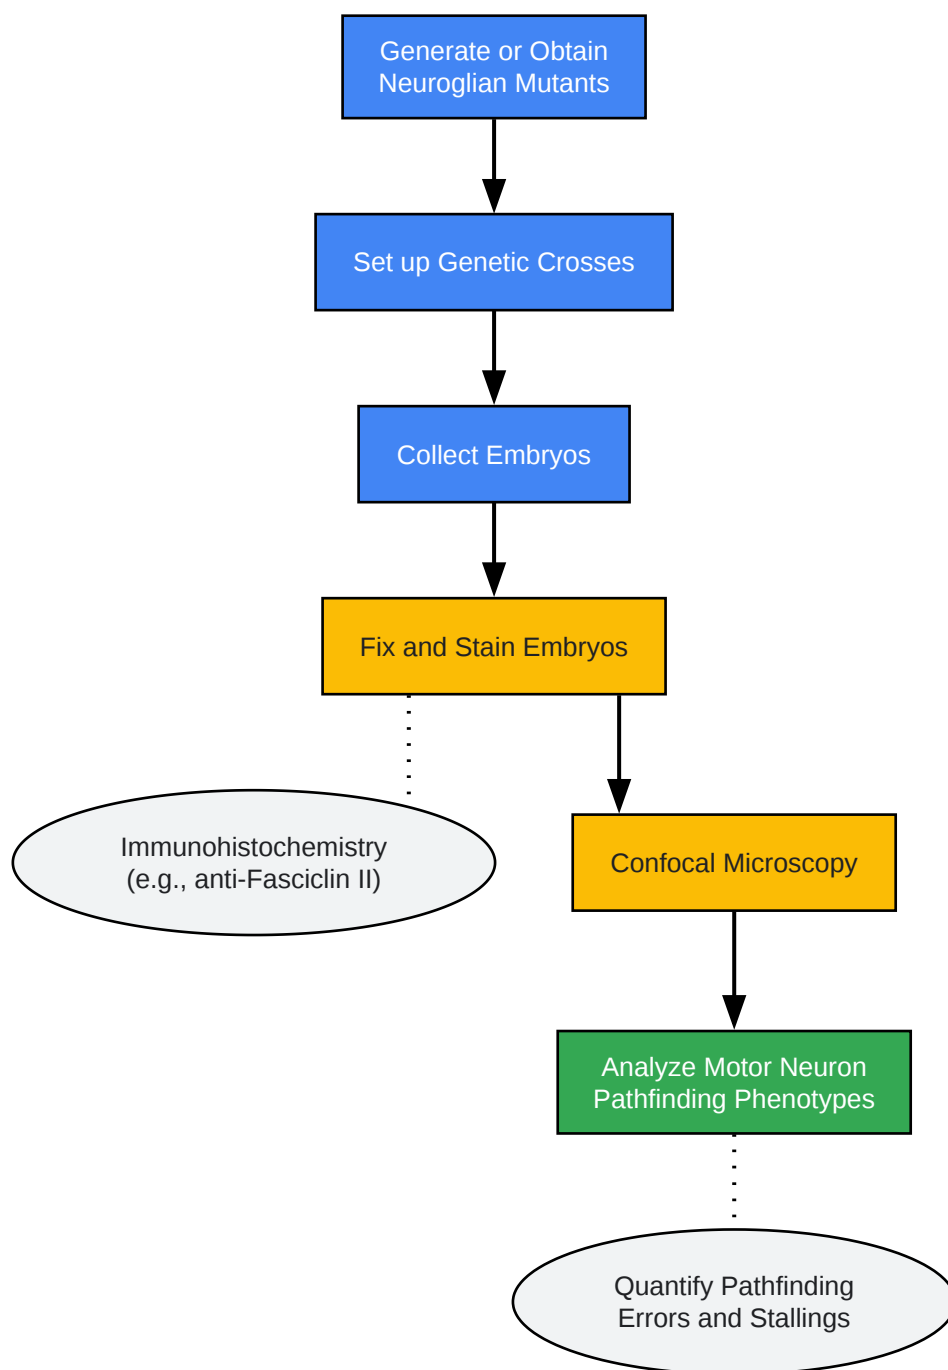 Generate or Obtain
Neuroglian Mutants
Set up Genetic Crosses
Collect Embryos
Fix and Stain Embryos
Immunohistochemistry
(e.g., anti-Fasciclin II)
Confocal Microscopy
Analyze Motor Neuron
Pathfinding Phenotypes
Quantify Pathfinding
Errors and Stallings